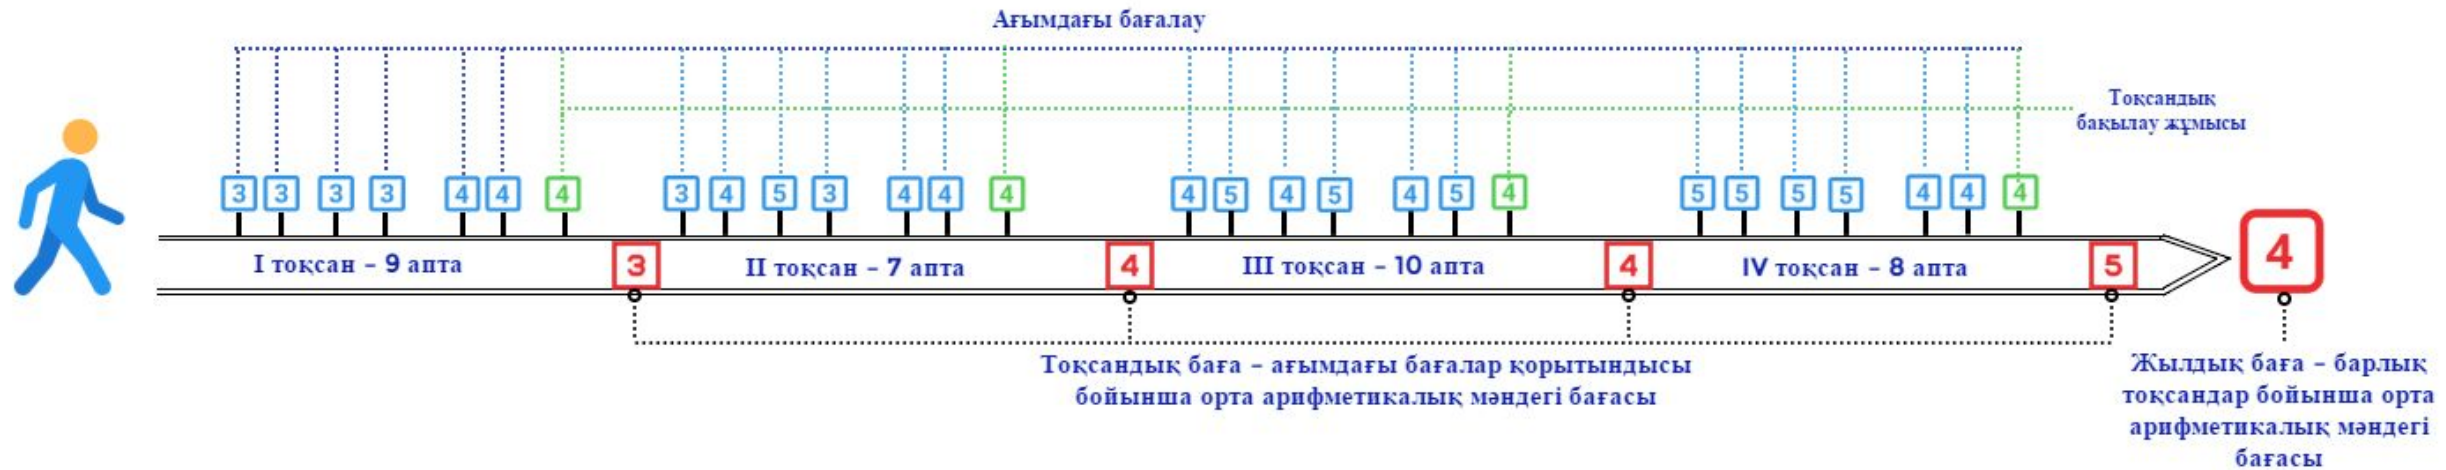 Ағымдағы бағалау
Тоқсандық
бақылау жұмысы
3 3 3 3 4 4 4 3 4 5 3 4 4 4 4 5 4 5 4 5 4 5 5 5 5 4 4 4
I тоқсан – 9 апта 3 II тоқсан – 7 апта 4 III тоқсан – 10 апта 4 IV тоқсан – 8 апта 5 4
Тоқсандық баға – ағымдағы бағалар қорытындысы
бойынша орта арифметикалық мәндегі бағасы
Жылдық баға – барлық
тоқсандар бойынша орта
арифметикалық мәндегі
бағасы